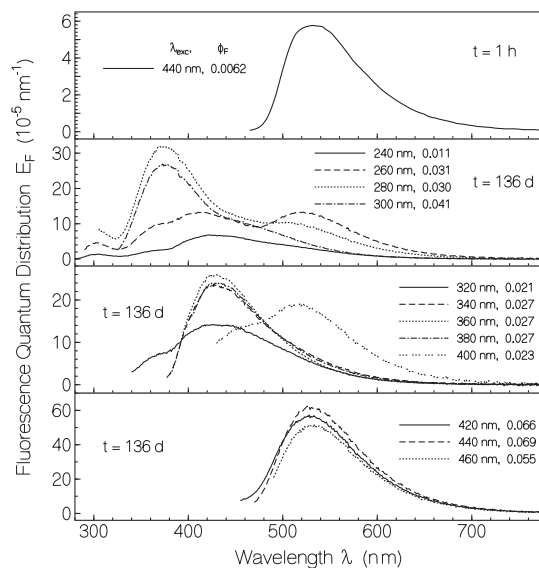 Fluorescence Quantum Distribution E_F (10⁻⁵ nm⁻¹)
λ_exc, ϕ_F
440 nm, 0.0062
t = 1 h
6
4
2
0
240 nm, 0.011
260 nm, 0.031
280 nm, 0.030
300 nm, 0.041
t = 136 d
30
20
10
0
320 nm, 0.021
340 nm, 0.027
360 nm, 0.027
380 nm, 0.027
400 nm, 0.023
t = 136 d
20
10
0
420 nm, 0.066
440 nm, 0.069
460 nm, 0.055
t = 136 d
60
40
20
0
300 400 500 600 700
Wavelength λ (nm)